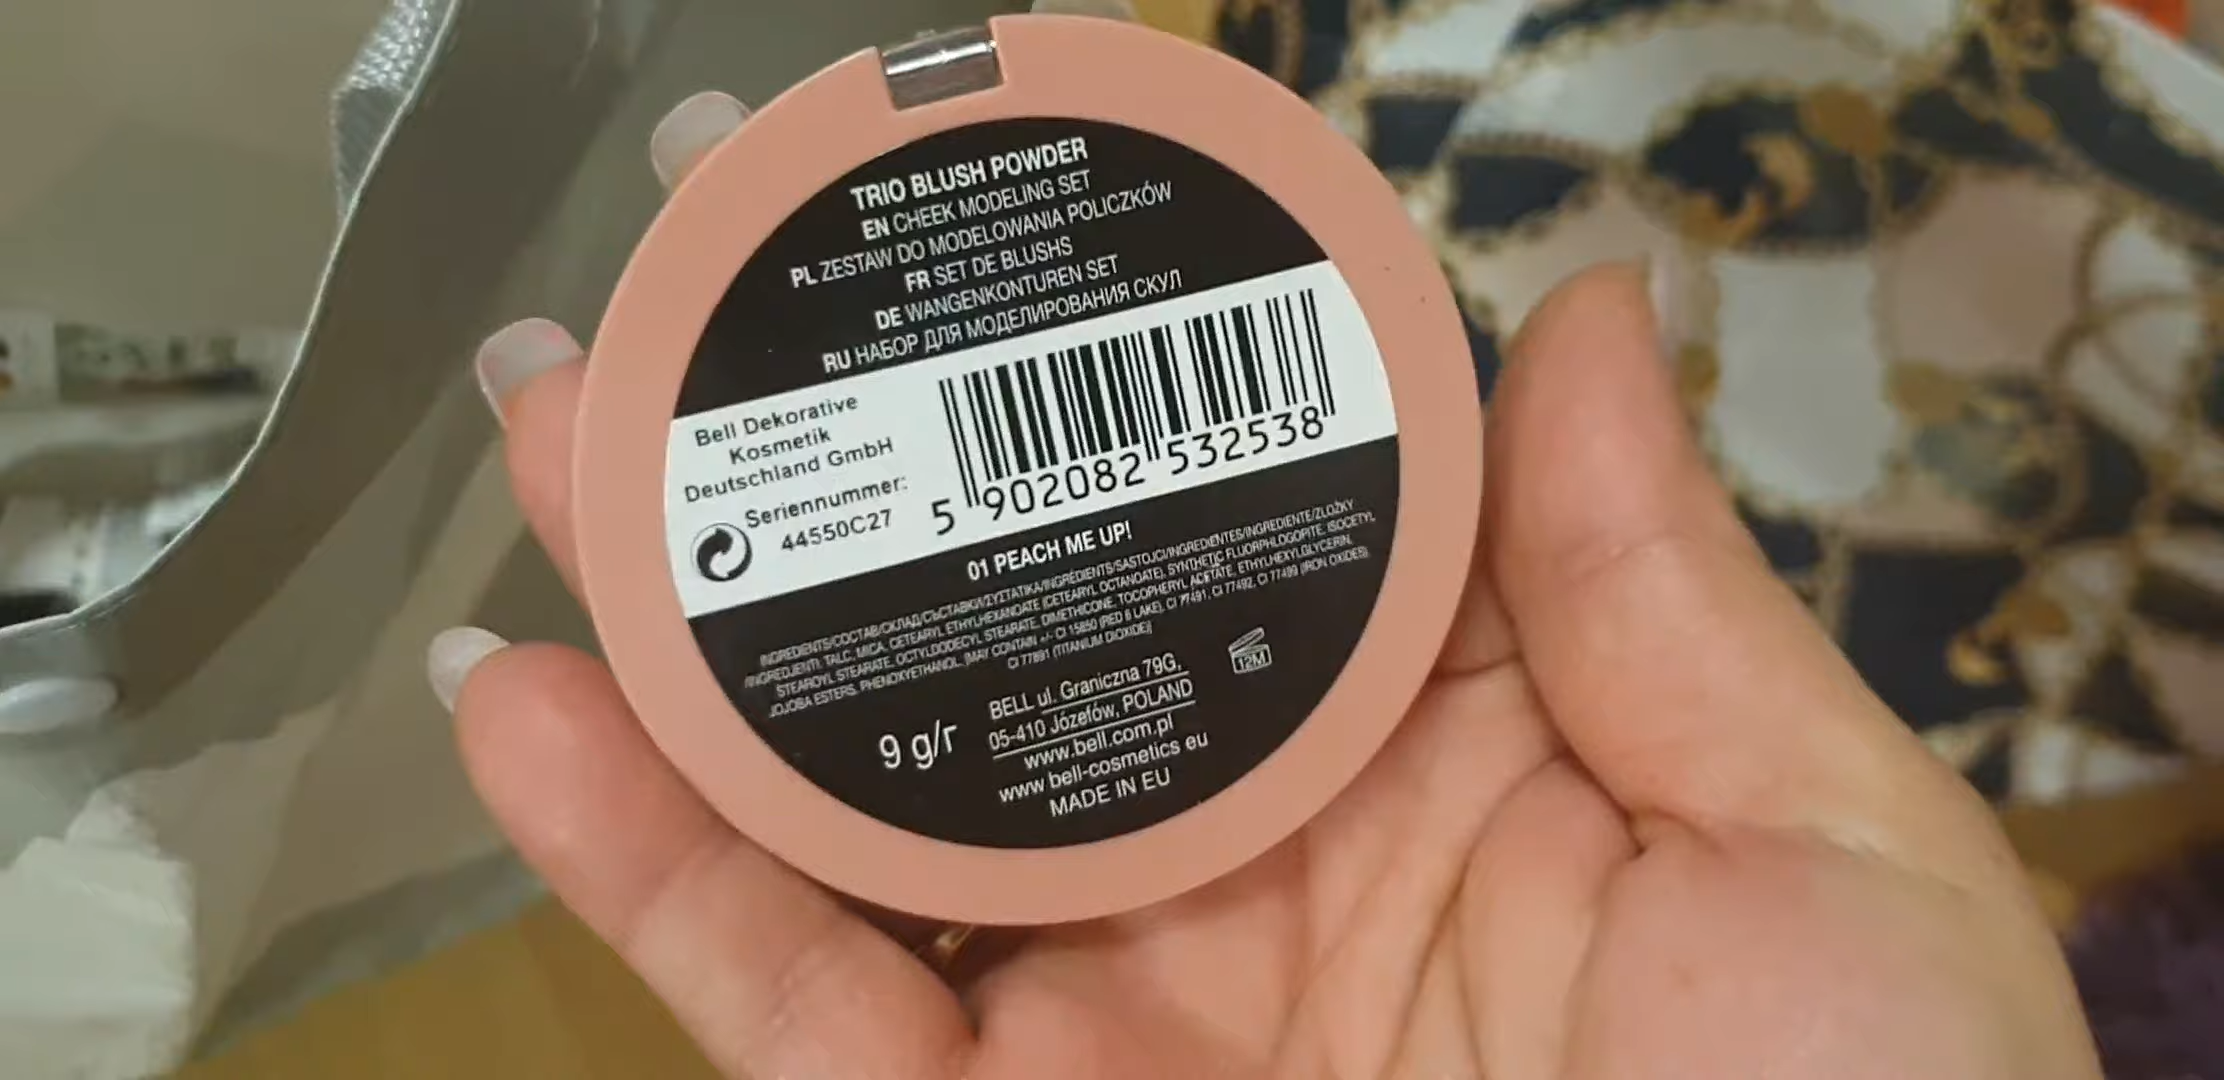 TRIO BLUSH POWDER
EN CHEEK MODELING SET
PL ZESTAW DO MODELOWANIA POLICZKÓW
FR SET DE BLUSHS
DE WANGENKONTUREN SET
RU НАБОР ДЛЯ МОДЕЛИРОВАНИЯ СКУЛ
Bell Dekorative
Kosmetik
Deutschland GmbH
Seriennummer:
44550C27
5 902082 532538
01 PEACH ME UP!
INGREDIENTS/СОСТАВ/СКЛАД/СЪСТАВКИ/ΣΥΣΤΑΤΙΚΑ/INGRÉDIENTS/SASTOJCI/INGREDIENTES/INGREDIENTE/ZLOŽKY
/INGREDJENTI: TALC, MICA, CETEARYL ETHYLHEXANOATE (CETEARYL OCTANOATE), SYNTHETIC FLUORPHLOGOPITE, ISOCETYL
STEAROYL STEARATE, OCTYLDODECYL STEARATE, DIMETHICONE, TOCOPHERYL ACETATE, ETHYLHEXYLGLYCERIN,
JOJOBA ESTERS, PHENOXYETHANOL, [MAY CONTAIN +/- CI 15850 (RED 6 LAKE), CI 77491, CI 77492, CI 77499 (IRON OXIDES),
CI 77891 (TITANIUM DIOXIDE)]
12M
9 g/г
BELL ul. Graniczna 79G,
05-410 Józefów, POLAND
www.bell.com.pl
www bell-cosmetics eu
MADE IN EU